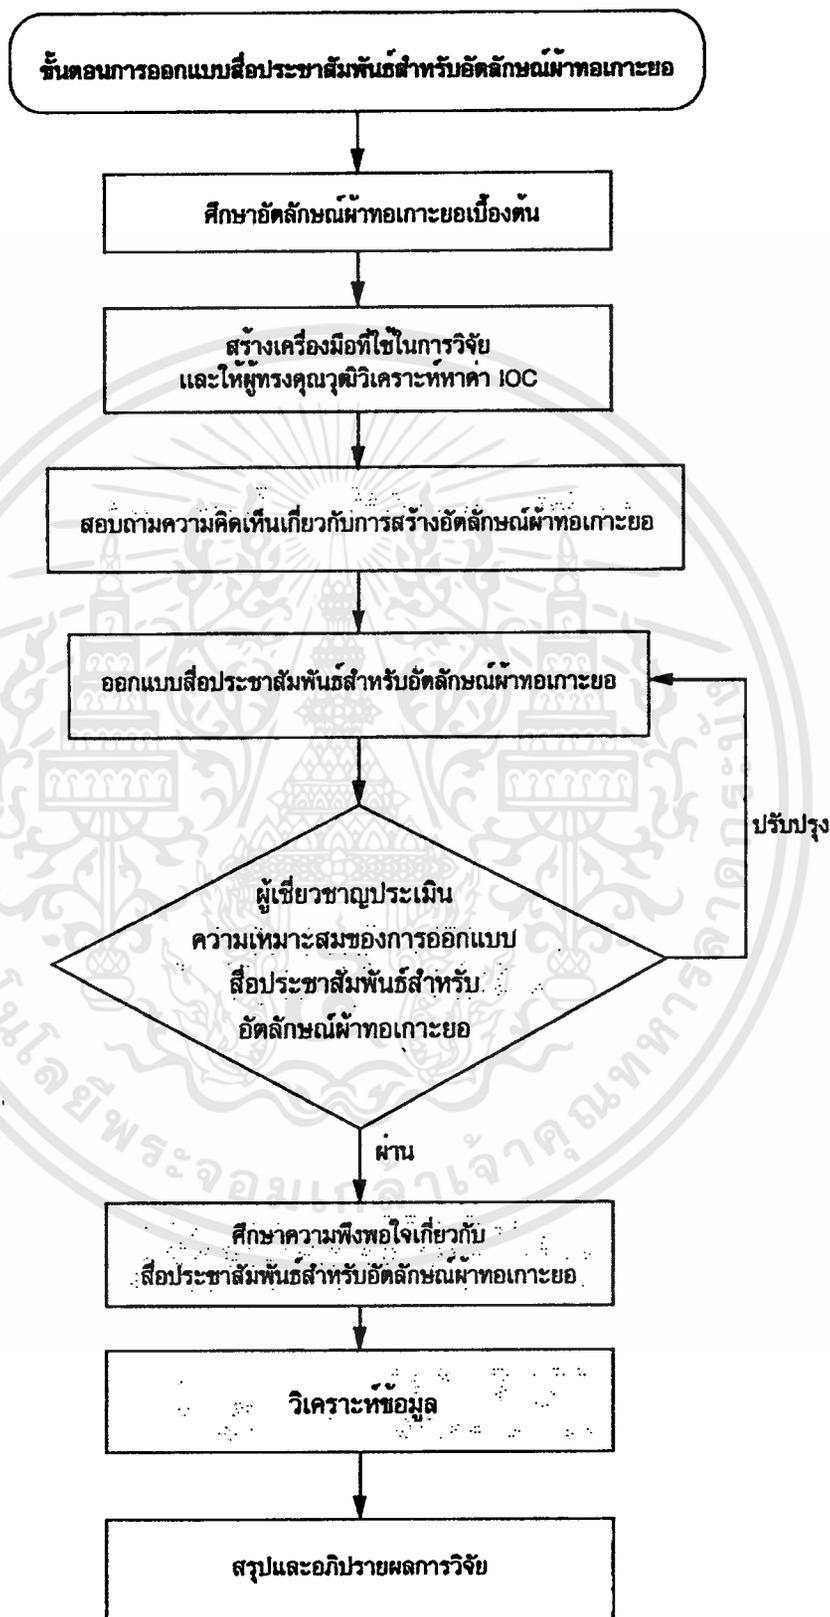 ขั้นตอนการออกแบบสื่อประชาสัมพันธ์สำหรับอัตลักษณ์ผ้าทอเกาะยอ
ศึกษาอัตลักษณ์ผ้าทอเกาะยอเบื้องต้น
สร้างเครื่องมือที่ใช้ในการวิจัย
และให้ผู้ทรงคุณวุฒิวิเคราะห์หาค่า IOC
สอบถามความคิดเห็นเกี่ยวกับการสร้างอัตลักษณ์ผ้าทอเกาะยอ
ออกแบบสื่อประชาสัมพันธ์สำหรับอัตลักษณ์ผ้าทอเกาะยอ
ปรับปรุง
ผู้เชี่ยวชาญประเมิน
ความเหมาะสมของการออกแบบ
สื่อประชาสัมพันธ์สำหรับ
อัตลักษณ์ผ้าทอเกาะยอ
ผ่าน
ศึกษาความพึงพอใจเกี่ยวกับ
สื่อประชาสัมพันธ์สำหรับอัตลักษณ์ผ้าทอเกาะยอ
วิเคราะห์ข้อมูล
สรุปและอภิปรายผลการวิจัย
พระจอมเกล้าเจ้าคุณทหาร